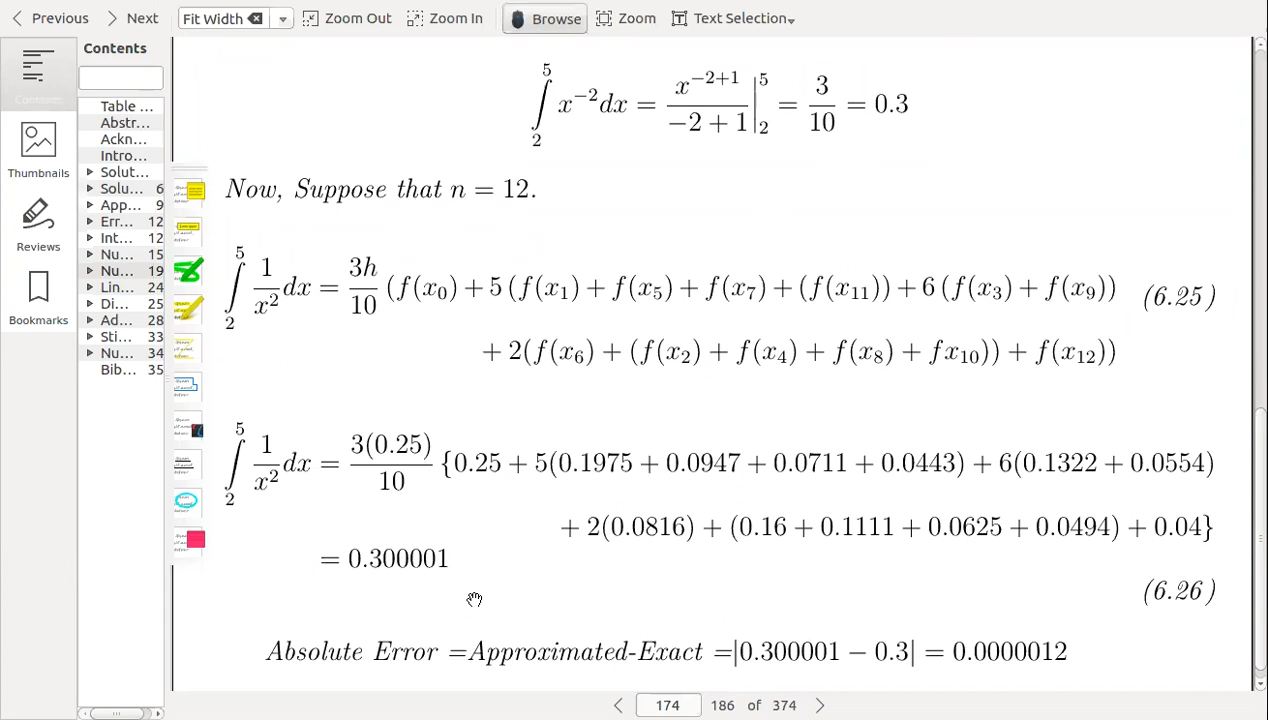 Previous Next Fit Width Zoom Out Zoom In Browse Zoom Text Selection
Contents
Contents
Thumbnails
Reviews
Bookmarks
Table ...
Abstr...
Ackn...
Intro...
Solut...
Solu... 6
App... 9
Err... 12
Int... 12
Nu... 15
Nu... 19
Lin... 24
Di... 25
Ad... 28
Sti... 33
Nu... 34
Bib... 35
∫₂⁵ x⁻²dx = x⁻²⁺¹/(−2 + 1) |₂⁵ = 3/10 = 0.3
Now, Suppose that n = 12.
∫₂⁵ 1/x² dx = 3h/10 (f(x₀) + 5 (f(x₁) + f(x₅) + f(x₇) + (f(x₁₁)) + 6 (f(x₃) + f(x₉)) (6.25)
+ 2(f(x₆) + (f(x₂) + f(x₄) + f(x₈) + fx₁₀)) + f(x₁₂))
∫₂⁵ 1/x² dx = 3(0.25)/10 {0.25 + 5(0.1975 + 0.0947 + 0.0711 + 0.0443) + 6(0.1322 + 0.0554)
+ 2(0.0816) + (0.16 + 0.1111 + 0.0625 + 0.0494) + 0.04}
= 0.300001
(6.26)
Absolute Error =Approximated-Exact =|0.300001 − 0.3| = 0.0000012
174 186 of 374